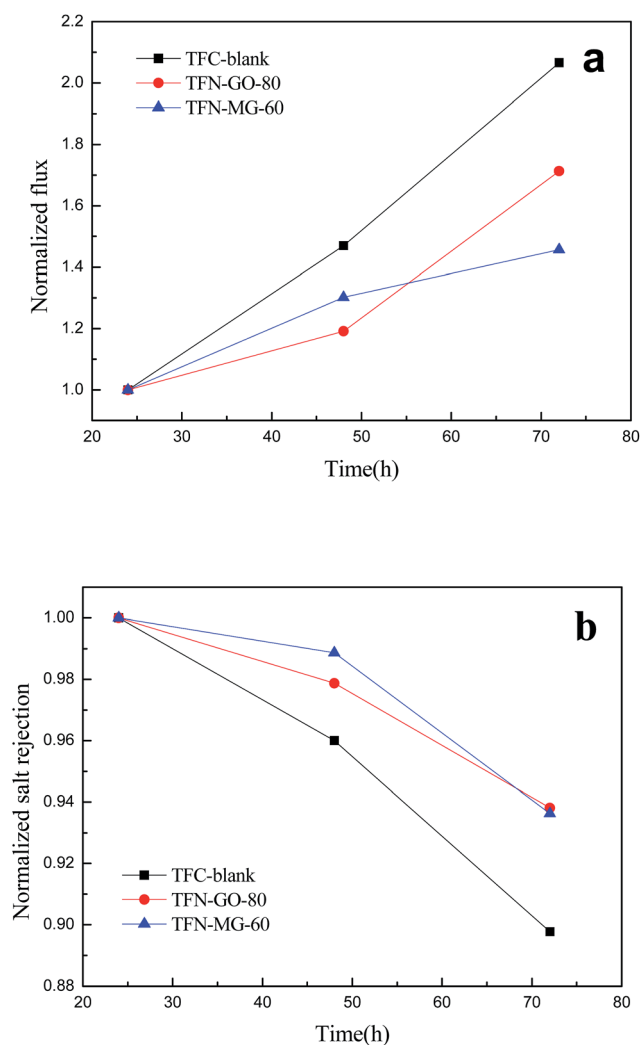 a
TFC-blank
TFN-GO-80
TFN-MG-60
2.2
2.0
1.8
1.6
1.4
1.2
1.0
Normalized flux
20 30 40 50 60 70 80
Time(h)
b
1.00
0.98
0.96
0.94
0.92
0.90
0.88
Normalized salt rejection
TFC-blank
TFN-GO-80
TFN-MG-60
20 30 40 50 60 70 80
Time(h)